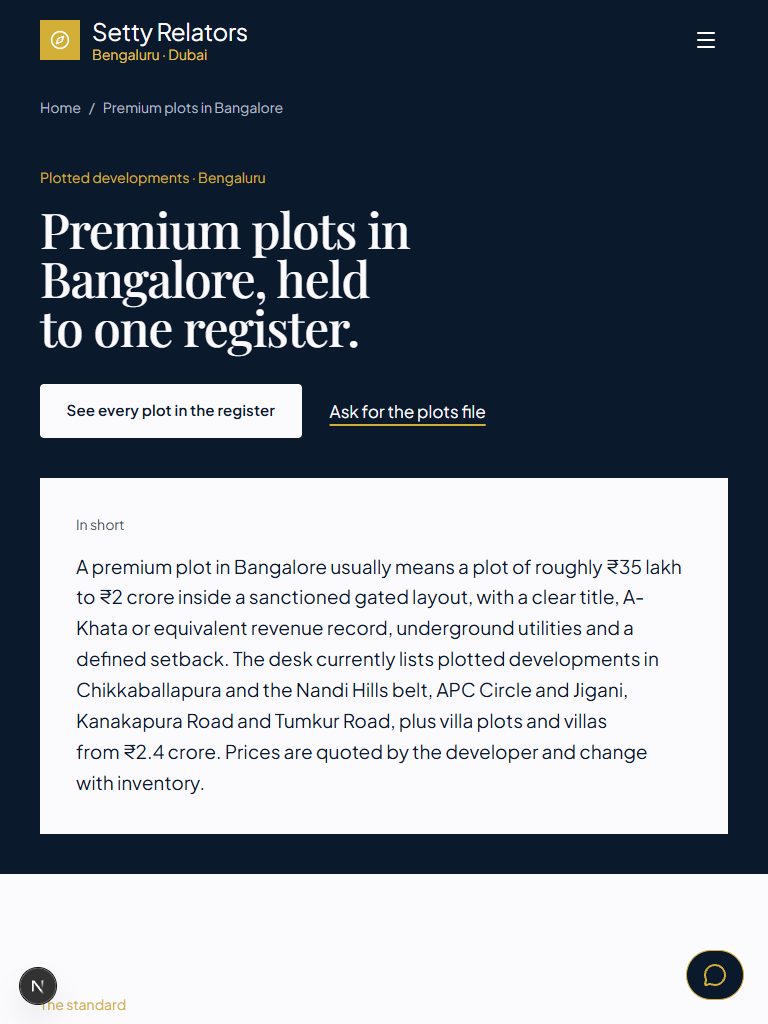 Setty Relators
Bengaluru · Dubai
Home / Premium plots in Bangalore
Plotted developments · Bengaluru
Premium plots in
Bangalore, held
to one register.
See every plot in the register
Ask for the plots file
In short
A premium plot in Bangalore usually means a plot of roughly ₹35 lakh
to ₹2 crore inside a sanctioned gated layout, with a clear title, A-
Khata or equivalent revenue record, underground utilities and a
defined setback. The desk currently lists plotted developments in
Chikkaballapura and the Nandi Hills belt, APC Circle and Jigani,
Kanakapura Road and Tumkur Road, plus villa plots and villas
from ₹2.4 crore. Prices are quoted by the developer and change
with inventory.
N
The standard